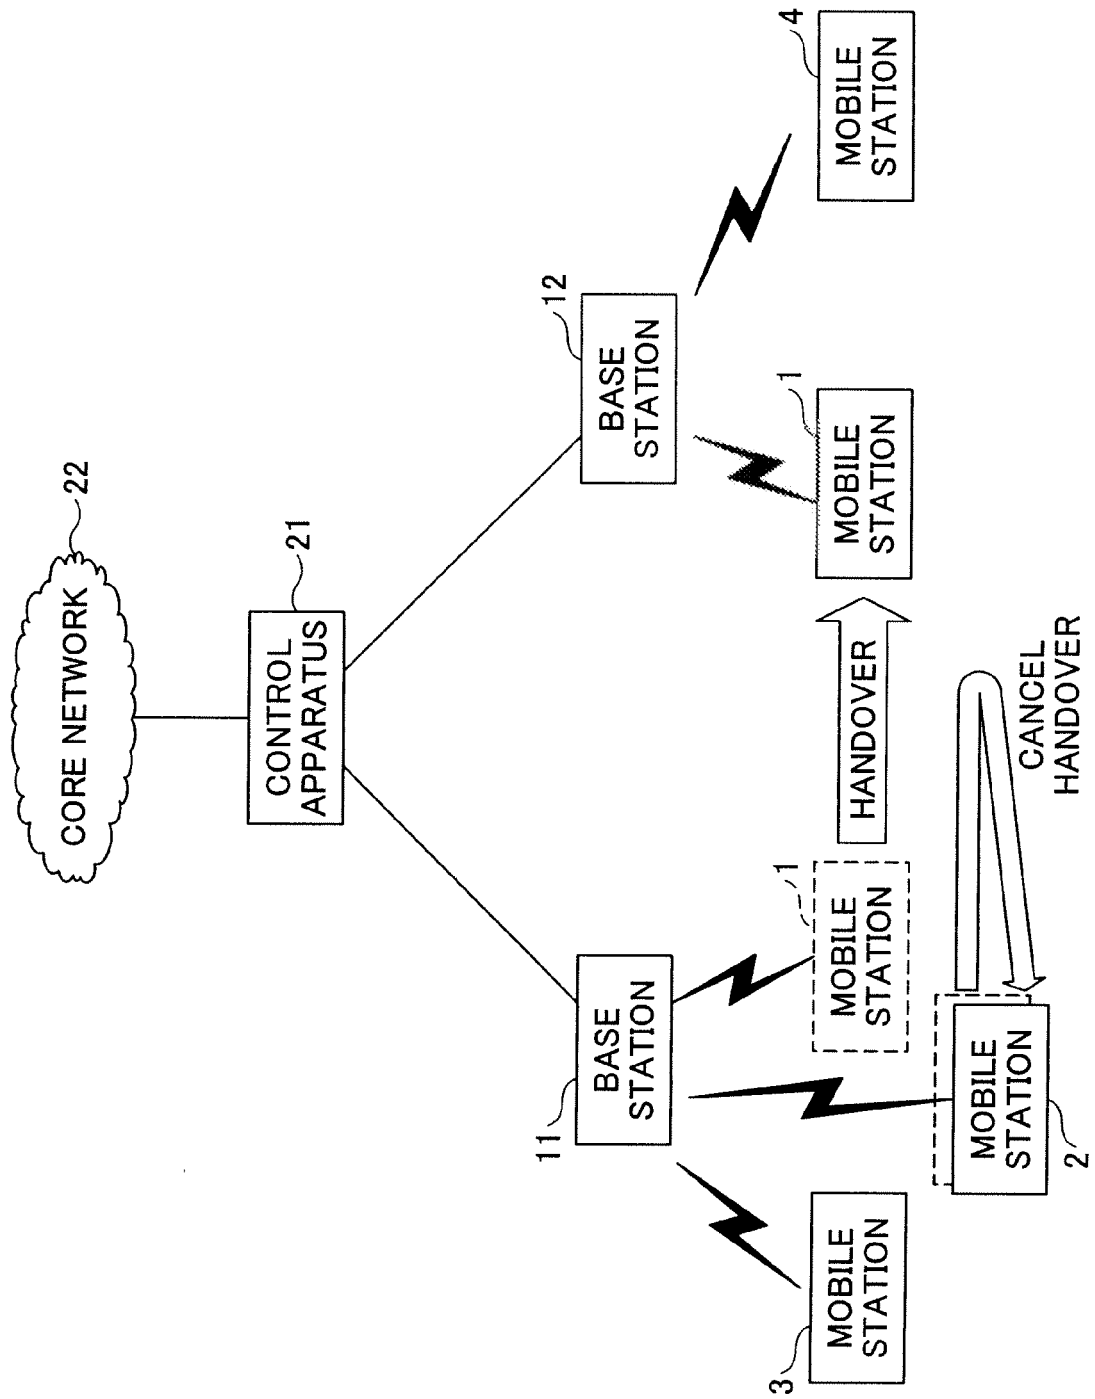 CORE NETWORK
22
CONTROL
APPARATUS
21
11
BASE
STATION
BASE
STATION
12
3
MOBILE
STATION
MOBILE
STATION
1
HANDOVER
MOBILE
STATION
1
MOBILE
STATION
4
MOBILE
STATION
2
CANCEL
HANDOVER